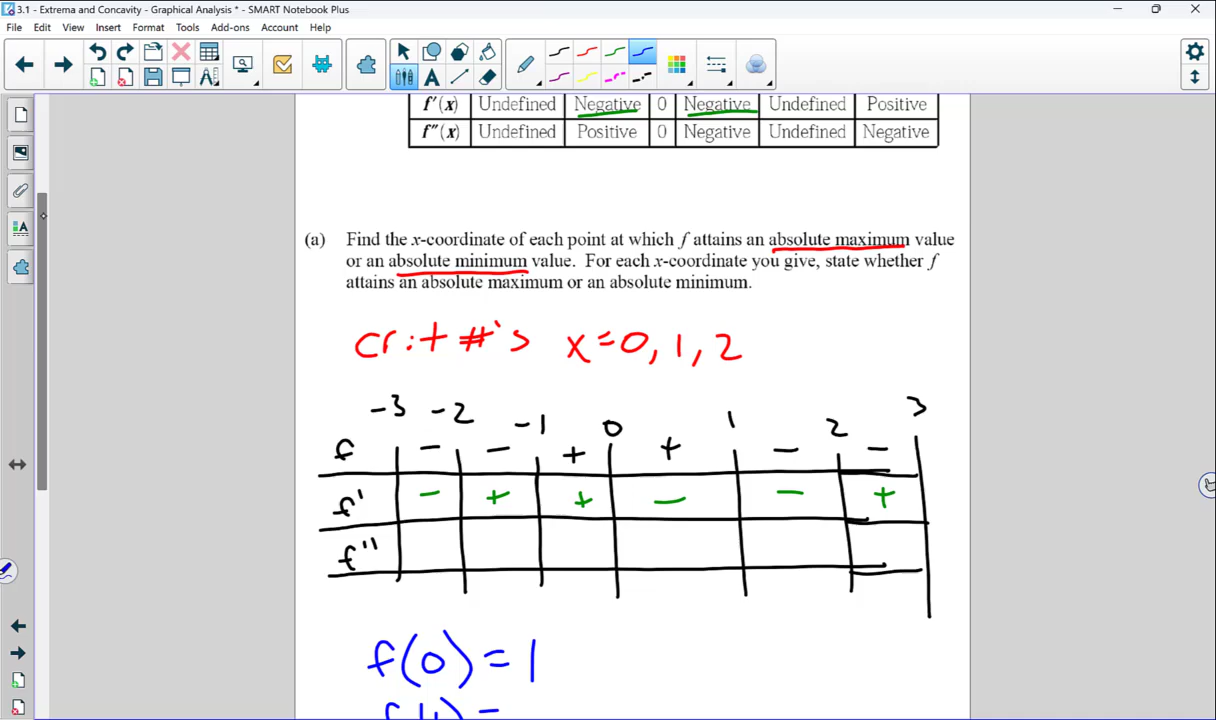 3.1 - Extrema and Concavity - Graphical Analysis * - SMART Notebook Plus
File Edit View Insert Format Tools Add-ons Account Help
f′(x) Undefined Negative 0 Negative Undefined Positive
f″(x) Undefined Positive 0 Negative Undefined Negative
(a) Find the x-coordinate of each point at which f attains an absolute maximum value
or an absolute minimum value. For each x-coordinate you give, state whether f
attains an absolute maximum or an absolute minimum.
crit #'s x=0, 1, 2
-3 -2 -1 0 1 2 3
f - - + + - -
f' - + + - - +
f''
f(0) = 1